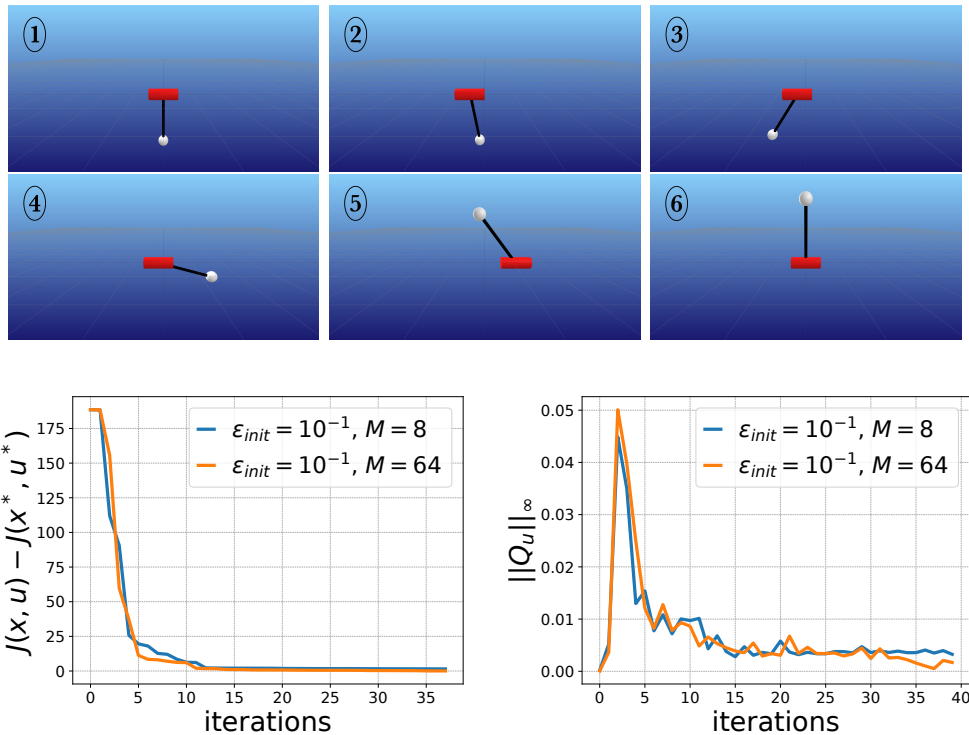 ① ② ③
④ ⑤ ⑥
J(x, u) − J(x*, u*)
175
150
125
100
75
50
25
0
0 5 10 15 20 25 30 35
iterations
ε_init = 10⁻¹, M = 8
ε_init = 10⁻¹, M = 64
||Q_u||_∞
0.05
0.04
0.03
0.02
0.01
0.00
0 5 10 15 20 25 30 35 40
iterations
ε_init = 10⁻¹, M = 8
ε_init = 10⁻¹, M = 64